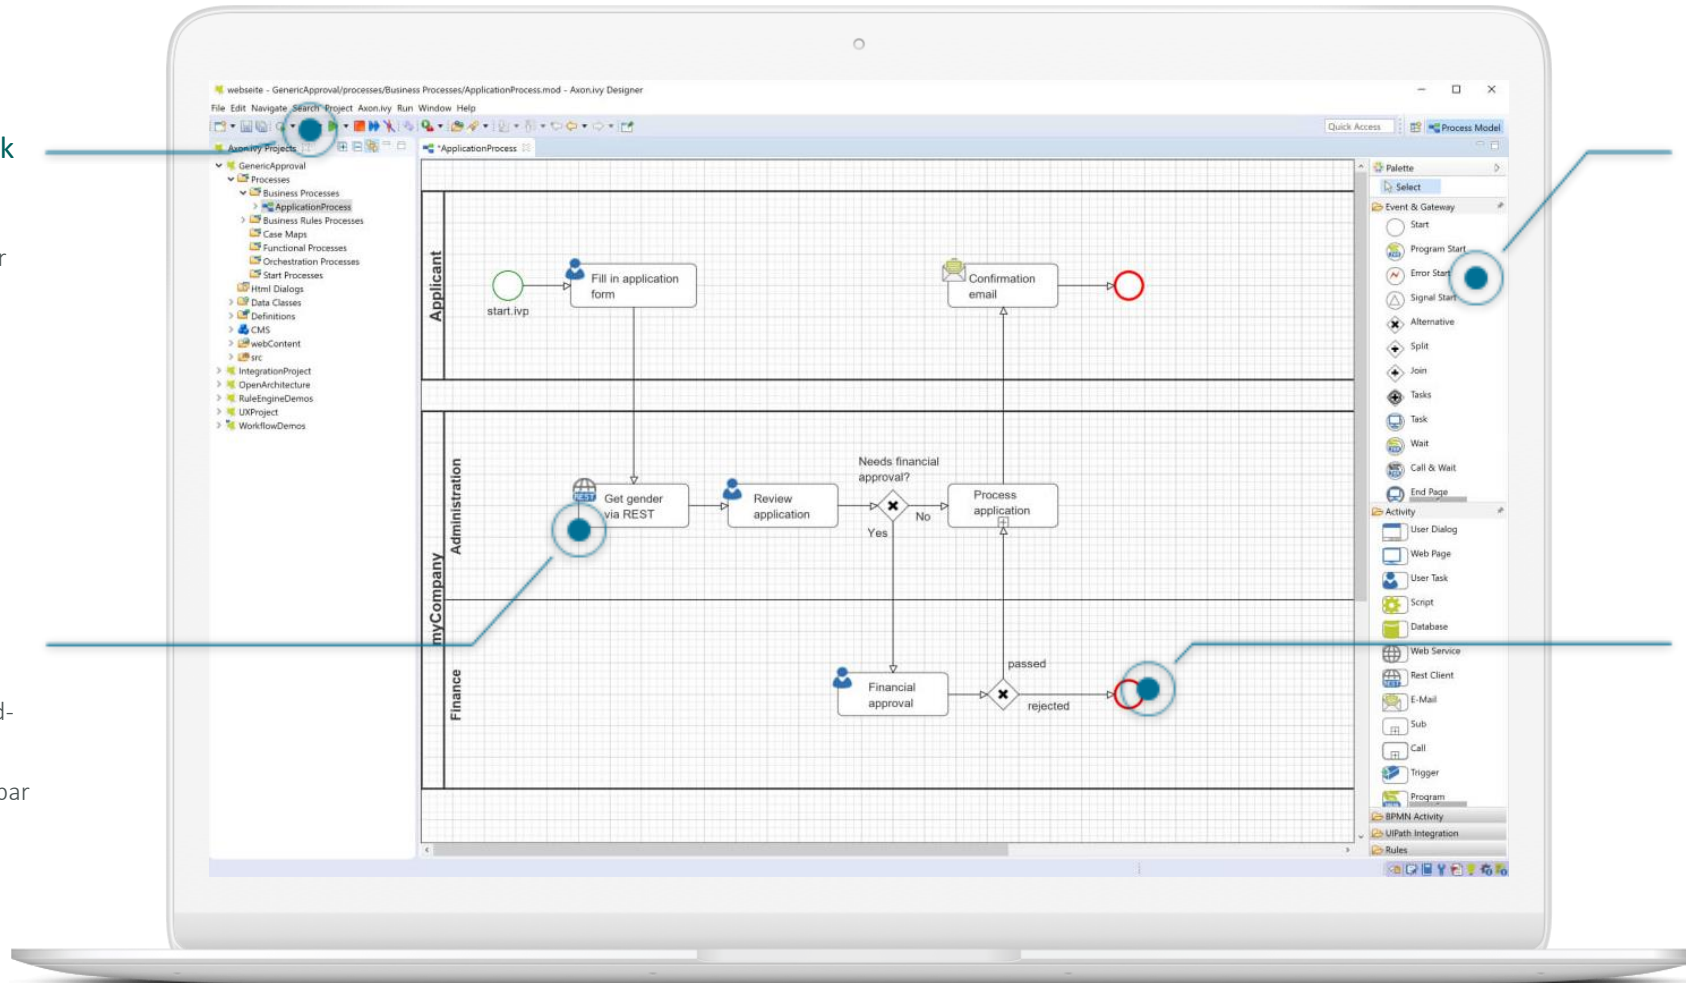 k
r
d-
bar
webseite - GenericApproval/processes/Business Processes/ApplicationProcess.mod - Axon.ivy Designer
File Edit Navigate Search Project Axon.ivy Run Window Help
Quick Access
Process Model
Axon.ivy Projects
GenericApproval
Processes
Business Processes
ApplicationProcess
Business Rules Processes
Case Maps
Functional Processes
Orchestration Processes
Start Processes
Html Dialogs
Data Classes
Definitions
CMS
webContent
src
IntegrationProject
OpenArchitecture
RuleEngineDemos
UXProject
WorkflowDemos
*ApplicationProcess
Applicant
start.ivp
Fill in application
form
Confirmation
email
myCompany
Administration
REST
Get gender
via REST
Review
application
Needs financial
approval?
No
Yes
Process
application
Finance
Financial
approval
passed
rejected
Palette
Select
Event & Gateway
Start
Program Start
Error Start
Signal Start
Alternative
Split
Join
Tasks
Task
Wait
Call & Wait
End Page
Activity
User Dialog
Web Page
User Task
Script
Database
Web Service
Rest Client
E-Mail
Sub
Call
Trigger
Program
BPMN Activity
UIPath Integration
Rules